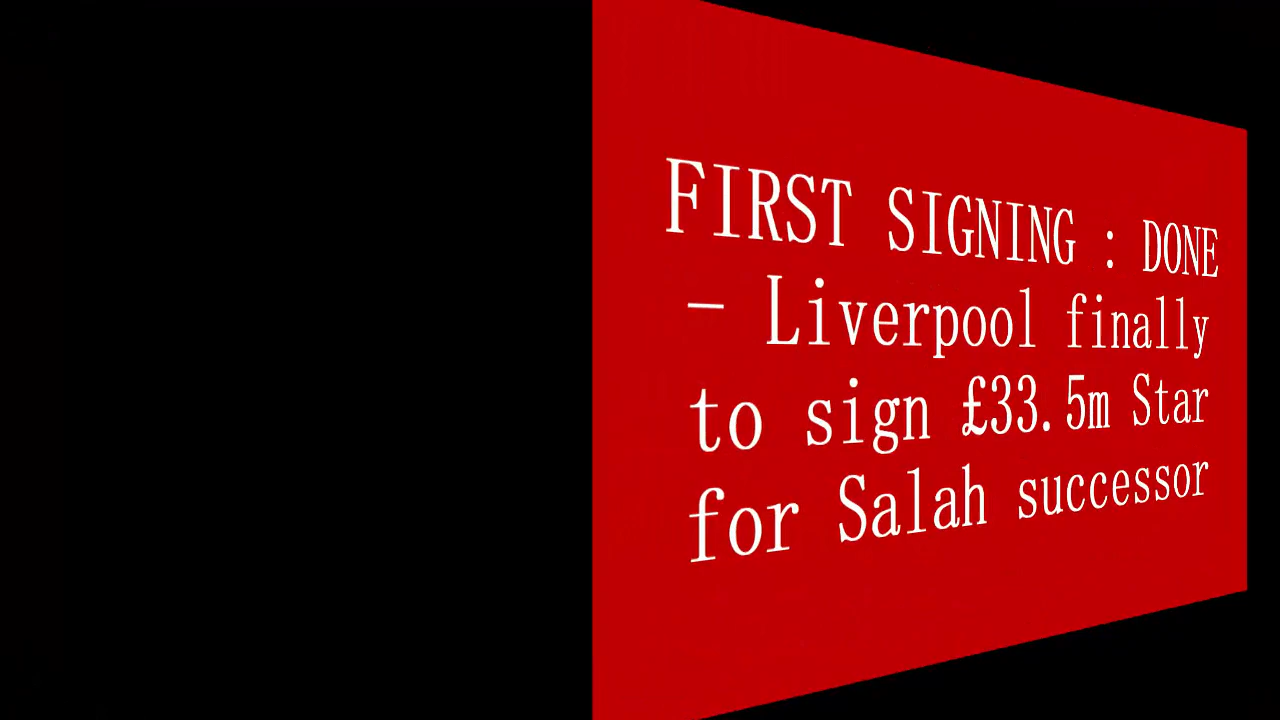 FIRST SIGNING : DONE
- Liverpool finally
to sign £33.5m Star
for Salah successor